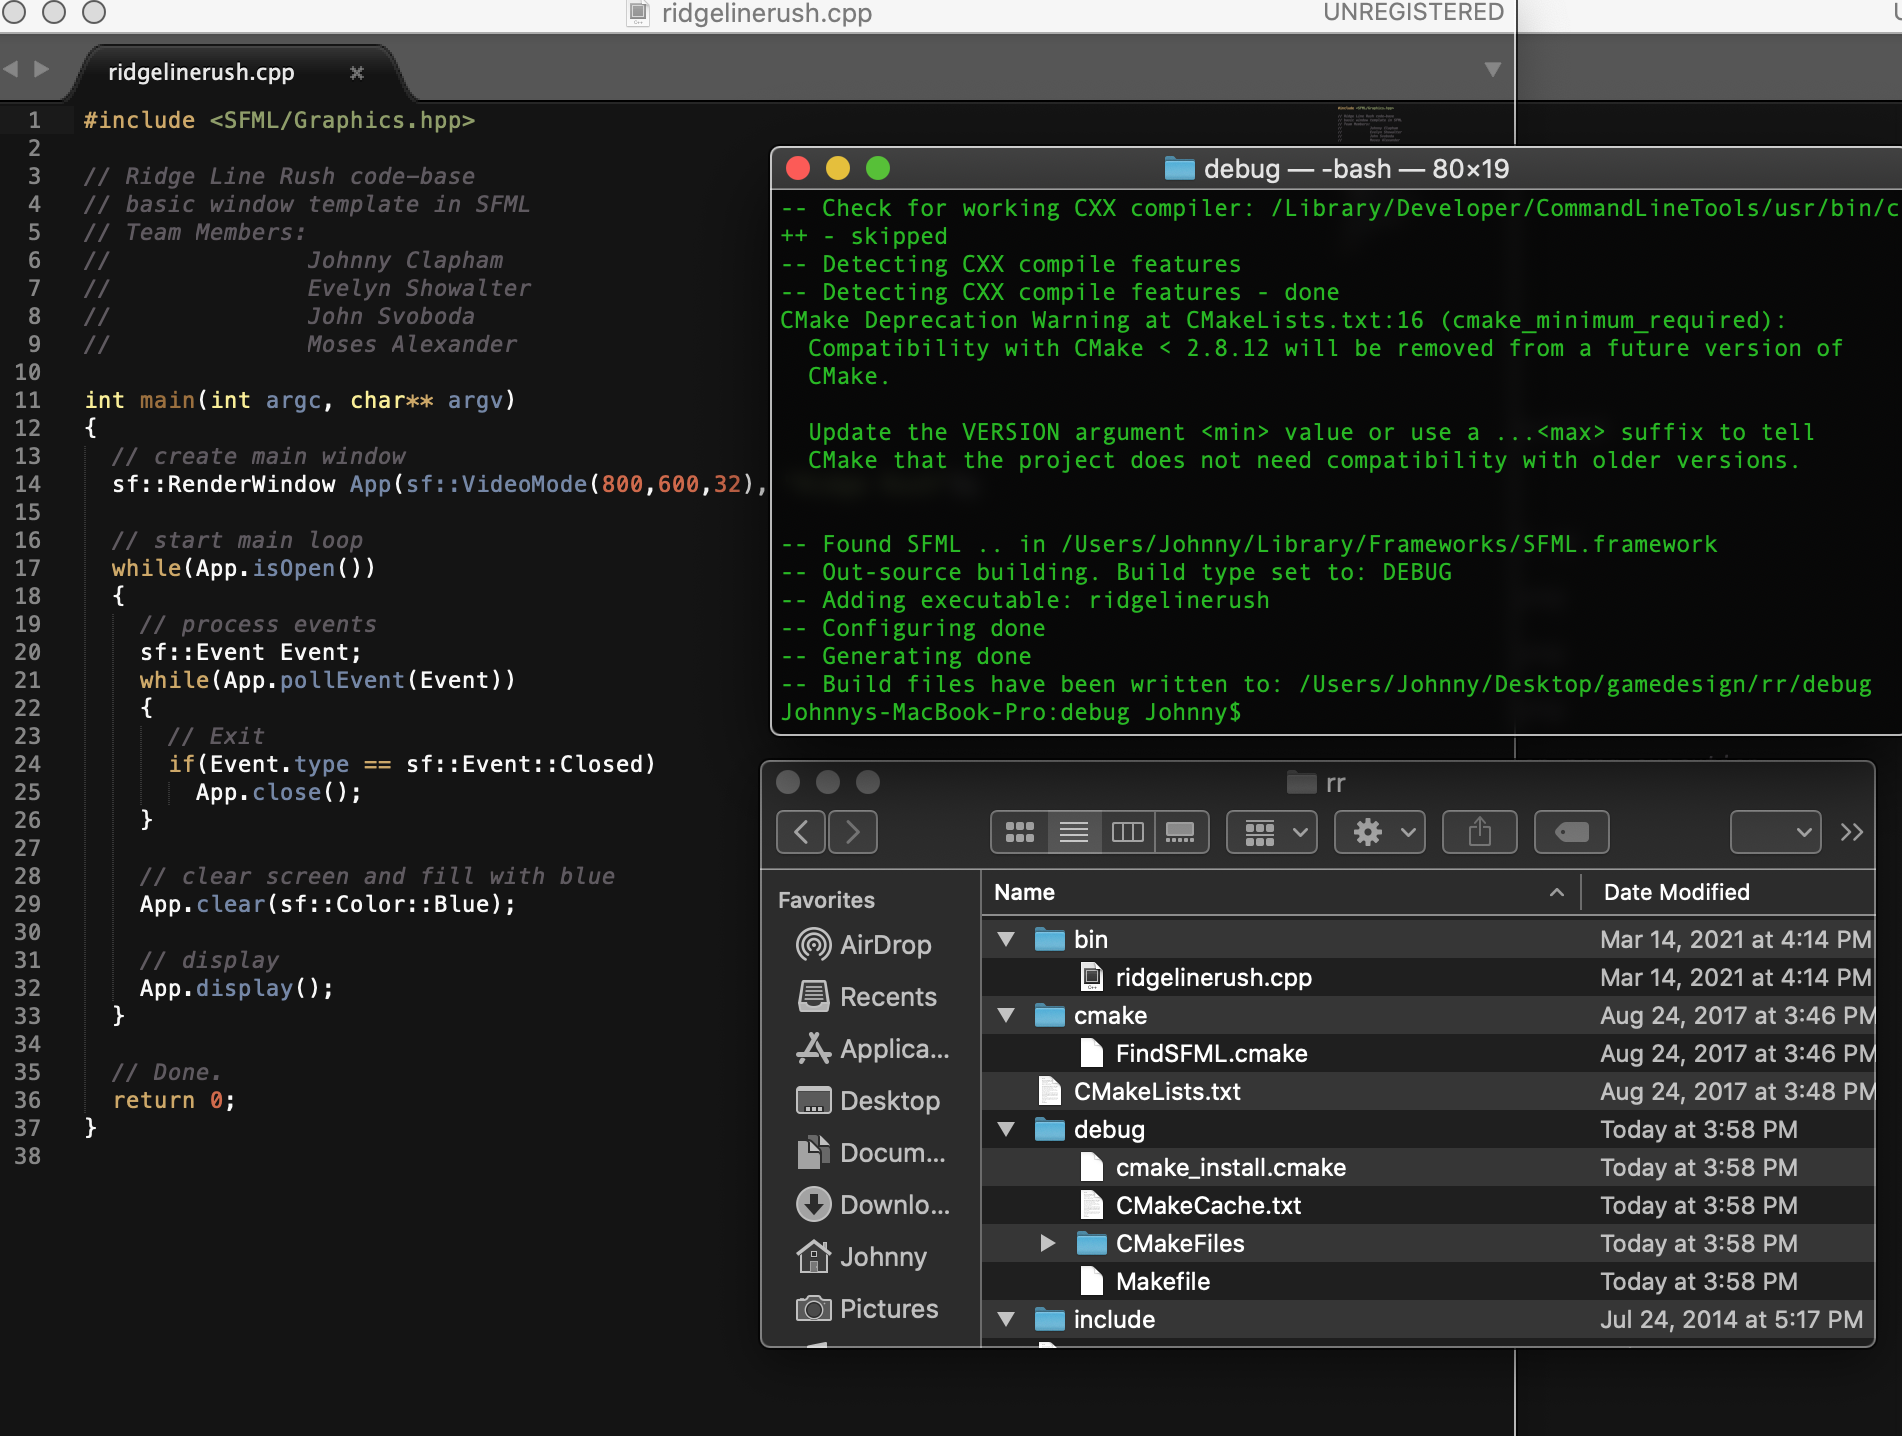 ridgelinerush.cpp
UNREGISTERED
ridgelinerush.cpp
1 #include <SFML/Graphics.hpp>
2
3 // Ridge Line Rush code-base
4 // basic window template in SFML
5 // Team Members:
6 // Johnny Clapham
7 // Evelyn Showalter
8 // John Svoboda
9 // Moses Alexander
10
11 int main(int argc, char** argv)
12 {
13 // create main window
14 sf::RenderWindow App(sf::VideoMode(800,600,32),
15
16 // start main loop
17 while(App.isOpen())
18 {
19 // process events
20 sf::Event Event;
21 while(App.pollEvent(Event))
22 {
23 // Exit
24 if(Event.type == sf::Event::Closed)
25 App.close();
26 }
27
28 // clear screen and fill with blue
29 App.clear(sf::Color::Blue);
30
31 // display
32 App.display();
33 }
34
35 // Done.
36 return 0;
37 }
38
debug — -bash — 80×19
-- Check for working CXX compiler: /Library/Developer/CommandLineTools/usr/bin/c
++ - skipped
-- Detecting CXX compile features
-- Detecting CXX compile features - done
CMake Deprecation Warning at CMakeLists.txt:16 (cmake_minimum_required):
Compatibility with CMake < 2.8.12 will be removed from a future version of
CMake.
Update the VERSION argument <min> value or use a ...<max> suffix to tell
CMake that the project does not need compatibility with older versions.
-- Found SFML .. in /Users/Johnny/Library/Frameworks/SFML.framework
-- Out-source building. Build type set to: DEBUG
-- Adding executable: ridgelinerush
-- Configuring done
-- Generating done
-- Build files have been written to: /Users/Johnny/Desktop/gamedesign/rr/debug
Johnnys-MacBook-Pro:debug Johnny$
rr
Favorites
AirDrop
Recents
Applica...
Desktop
Docum...
Downlo...
Johnny
Pictures
Name Date Modified
bin Mar 14, 2021 at 4:14 PM
ridgelinerush.cpp Mar 14, 2021 at 4:14 PM
cmake Aug 24, 2017 at 3:46 PM
FindSFML.cmake Aug 24, 2017 at 3:46 PM
CMakeLists.txt Aug 24, 2017 at 3:48 PM
debug Today at 3:58 PM
cmake_install.cmake Today at 3:58 PM
CMakeCache.txt Today at 3:58 PM
CMakeFiles Today at 3:58 PM
Makefile Today at 3:58 PM
include Jul 24, 2014 at 5:17 PM